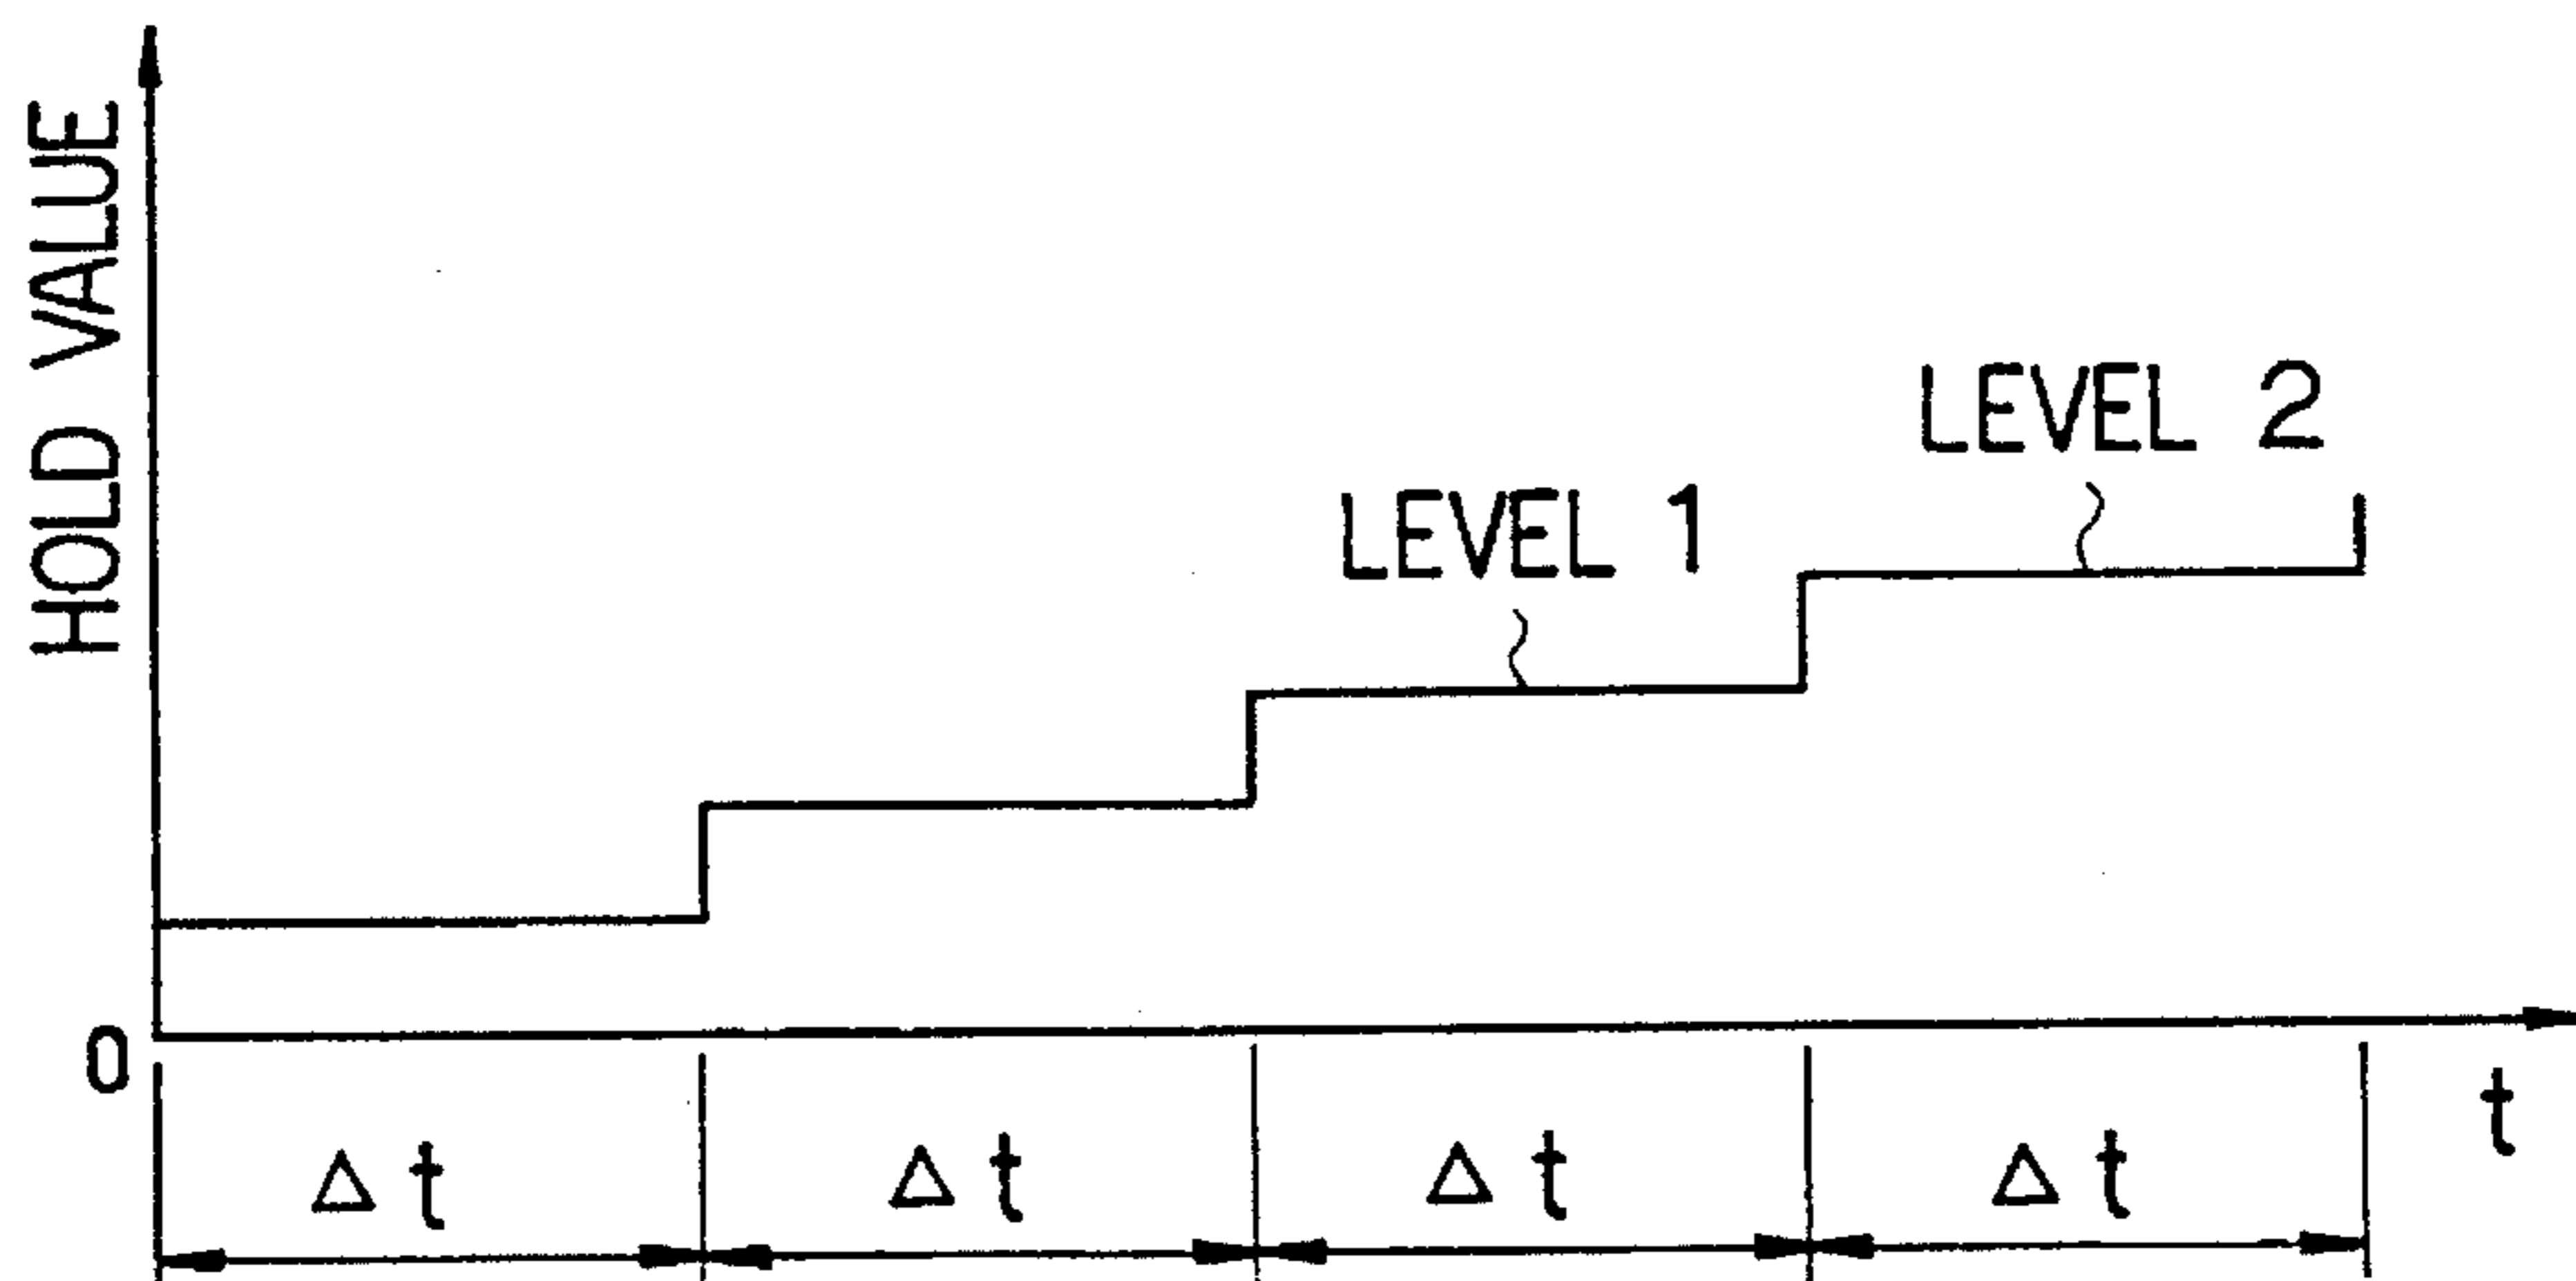 HOLD VALUE
LEVEL 2
LEVEL 1
0
t
Δt Δt Δt Δt